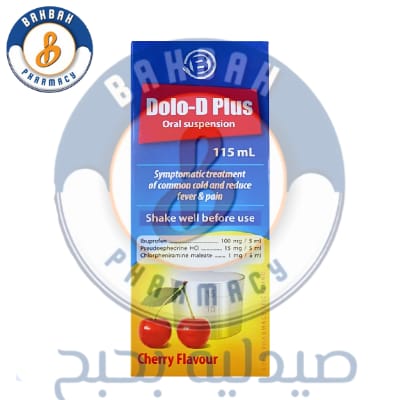 BAHBAH
PHARMACY
BAHBAH
Dolo-D Plus
Oral suspension
115 mL
Symptomatic treatment
of common cold and reduce
fever & pain
Shake well before use
Ibuprofen ........................ 100 mg / 5 ml
Pseudoephedrine HCl ............ 15 mg / 5 ml
Chlorpheniramine maleate ...... 1 mg / 5 ml
PHARMACY
Cherry Flavour
صيدلية بحبح